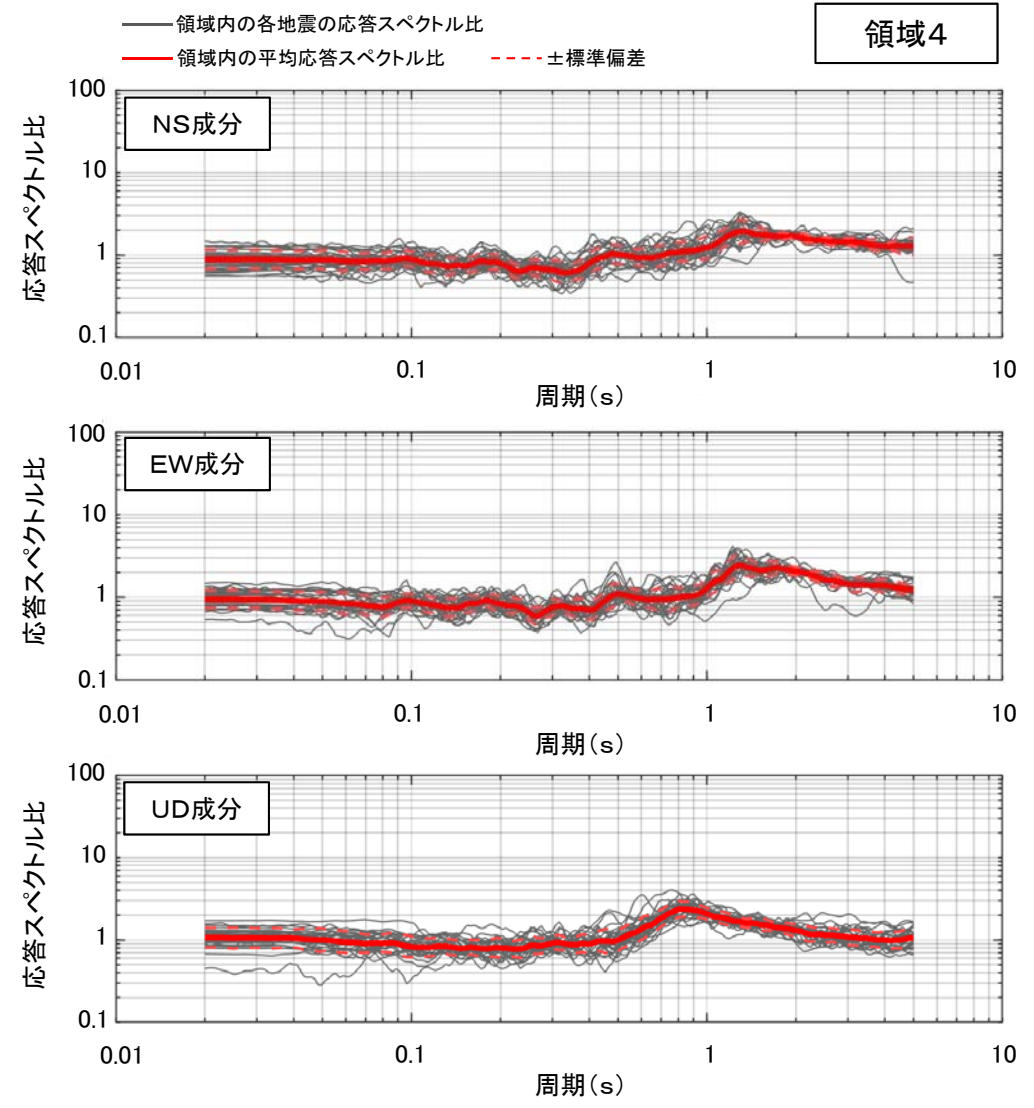 領域内の各地震の応答スペクトル比
領域内の平均応答スペクトル比 ±標準偏差
領域4
応答スペクトル比
NS成分
100
10
1
0.1
0.01 0.1 1 10
周期(s)
応答スペクトル比
EW成分
100
10
1
0.1
0.01 0.1 1 10
周期(s)
応答スペクトル比
UD成分
100
10
1
0.1
0.01 0.1 1 10
周期(s)